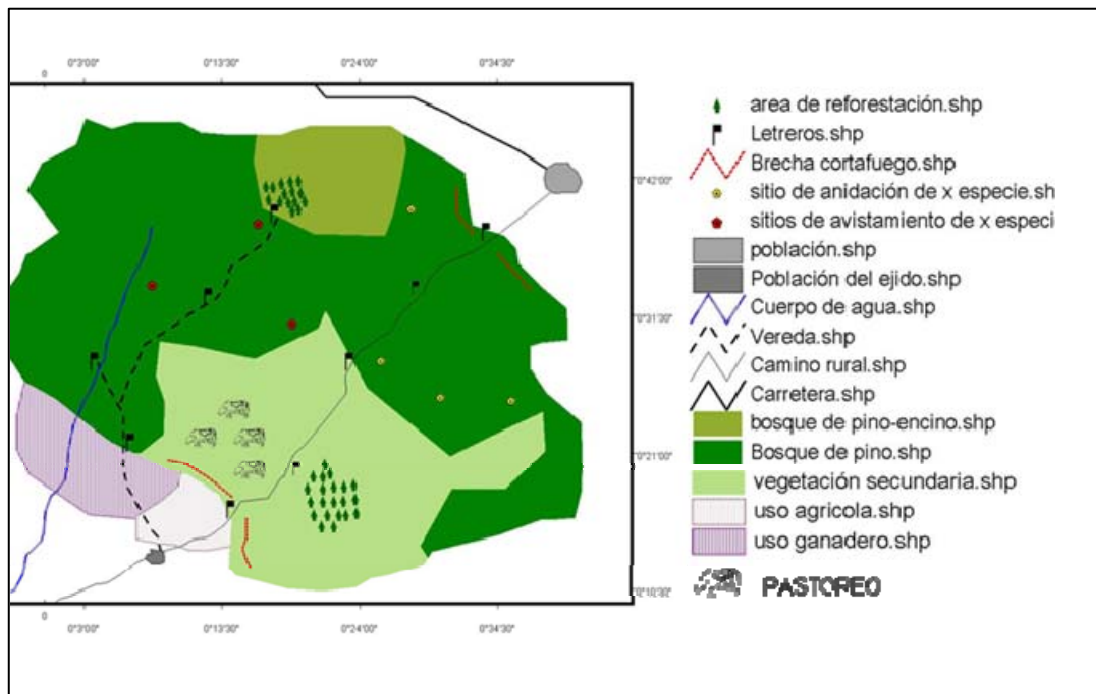 0 0°3'00" 0°13'30" 0°24'00" 0°34'30"
area de reforestación.shp
Letreros.shp
Brecha cortafuego.shp
sitio de anidación de x especie.sh
sitios de avistamiento de x especi
población.shp
Población del ejido.shp
Cuerpo de agua.shp
Vereda.shp
Camino rural.shp
Carretera.shp
bosque de pino-encino.shp
Bosque de pino.shp
vegetación secundaria.shp
uso agricola.shp
uso ganadero.shp
PASTOREO
0°42'00"
0°31'30"
0°21'00"
0°10'30"
0 0°3'00" 0°13'30" 0°24'00" 0°34'30"